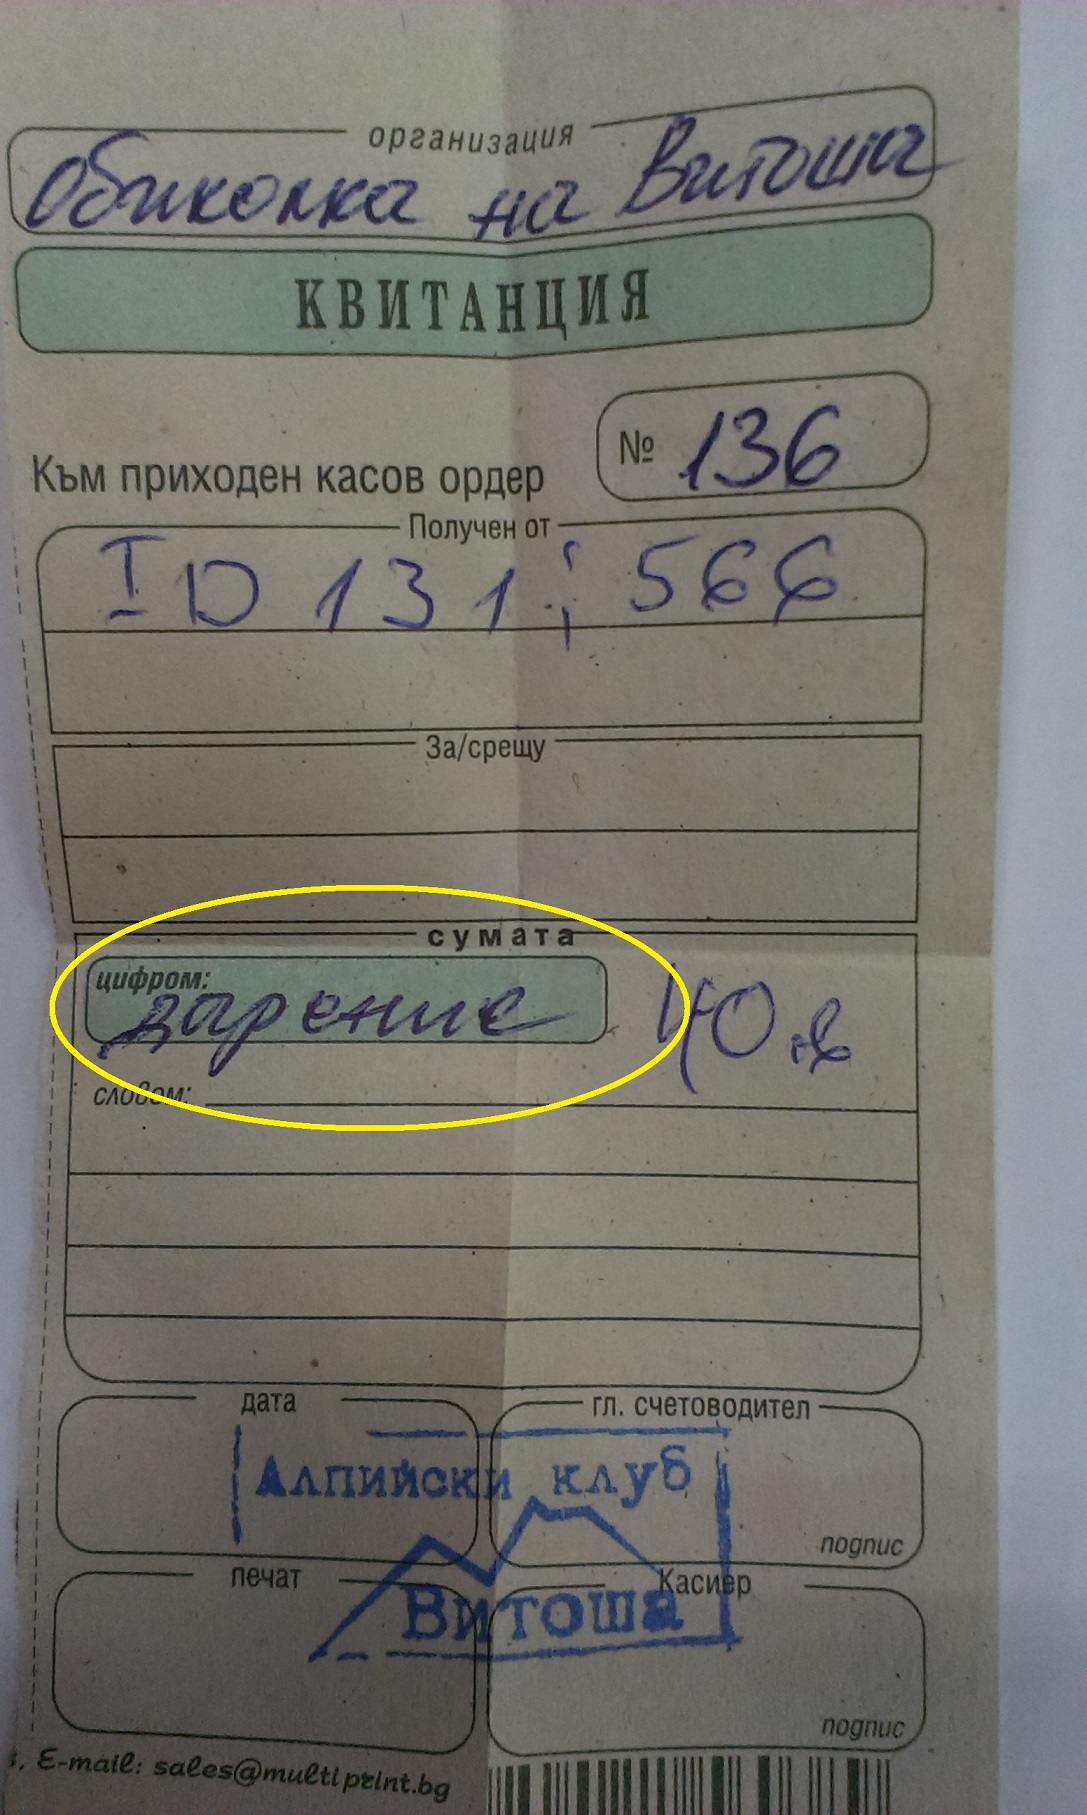 организация
Обиколка на Витоша
КВИТАНЦИЯ
Към приходен касов ордер
№ 136
Получен от
ID 131 ; 566
За/срещу
сумата
цифром:
дарение 40 лв
словом:
дата
гл. счетоводител
Алпийски клуб
подпис
печат
Касиер
Витоша
подпис
E-mail: sales@multiprint.bg